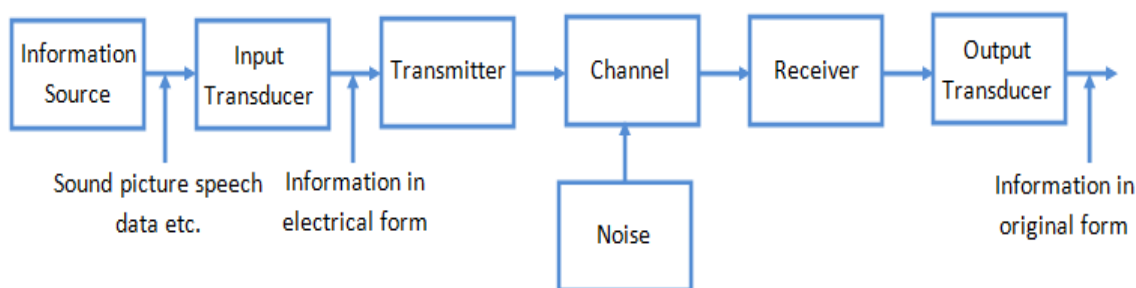 Information
Source
Input
Transducer
Transmitter
Channel
Receiver
Output
Transducer
Sound picture speech
data etc.
Information in
electrical form
Noise
Information in
original form